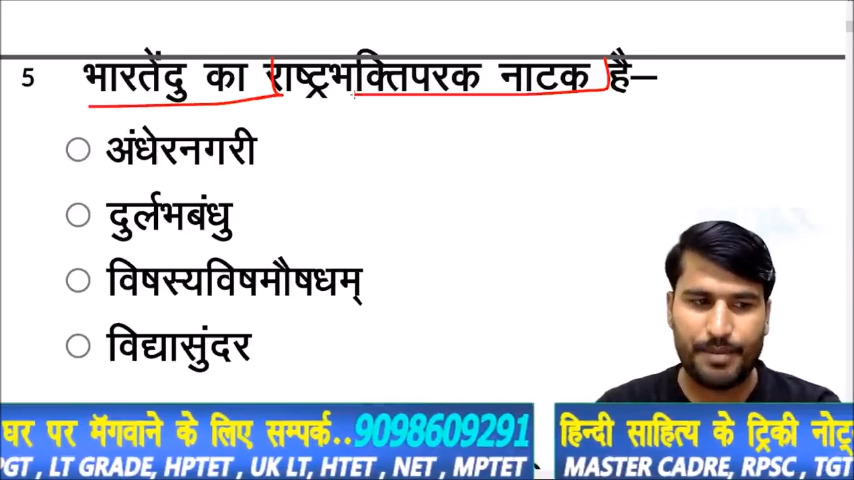 5 भारतेंदु का राष्ट्रभक्तिपरक नाटक है–
अंधेरनगरी
दुर्लभबंधु
विषस्यविषमौषधम्
विद्यासुंदर
घर पर मॅगवाने के लिए सम्पर्क..9098609291
PGT , LT GRADE, HPTET , UK LT, HTET , NET , MPTET
हिन्दी साहित्य के ट्रिकी नोट्
MASTER CADRE, RPSC , TGT